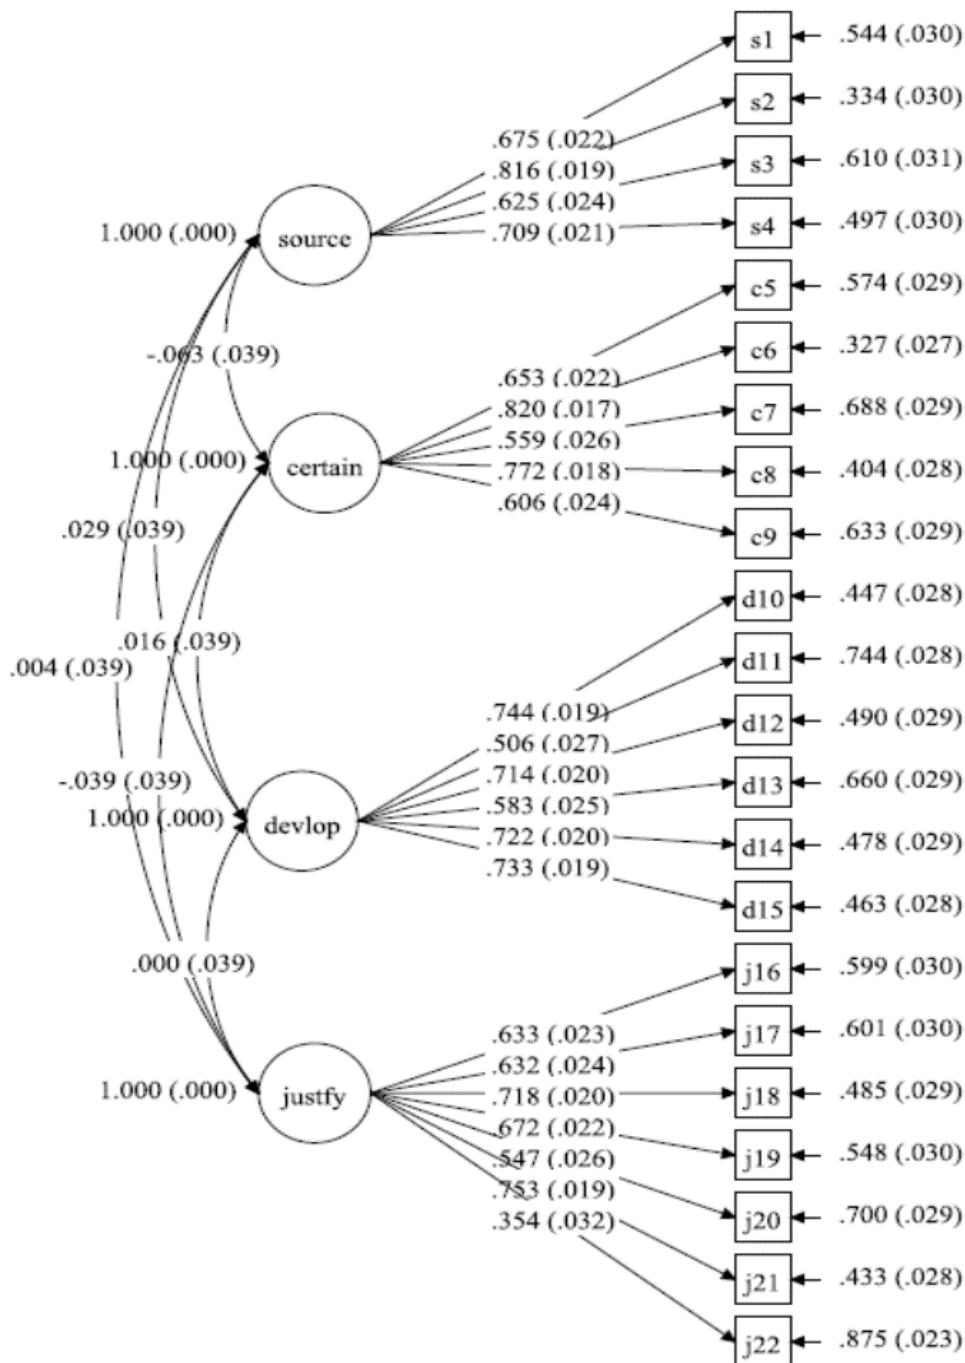 s1 .544 (.030)
s2 .334 (.030)
s3 .610 (.031)
s4 .497 (.030)
.675 (.022)
.816 (.019)
.625 (.024)
.709 (.021)
1.000 (.000) source
c5 .574 (.029)
c6 .327 (.027)
c7 .688 (.029)
c8 .404 (.028)
c9 .633 (.029)
-.063 (.039)
.653 (.022)
.820 (.017)
.559 (.026)
.772 (.018)
.606 (.024)
1.000 (.000) certain
.029 (.039)
d10 .447 (.028)
d11 .744 (.028)
d12 .490 (.029)
d13 .660 (.029)
d14 .478 (.029)
d15 .463 (.028)
.016 (.039)
.004 (.039)
.744 (.019)
.506 (.027)
.714 (.020)
.583 (.025)
.722 (.020)
.733 (.019)
-.039 (.039)
1.000 (.000) devlop
.000 (.039)
j16 .599 (.030)
j17 .601 (.030)
j18 .485 (.029)
j19 .548 (.030)
j20 .700 (.029)
j21 .433 (.028)
j22 .875 (.023)
.633 (.023)
.632 (.024)
.718 (.020)
.672 (.022)
.547 (.026)
.753 (.019)
.354 (.032)
1.000 (.000) justfy